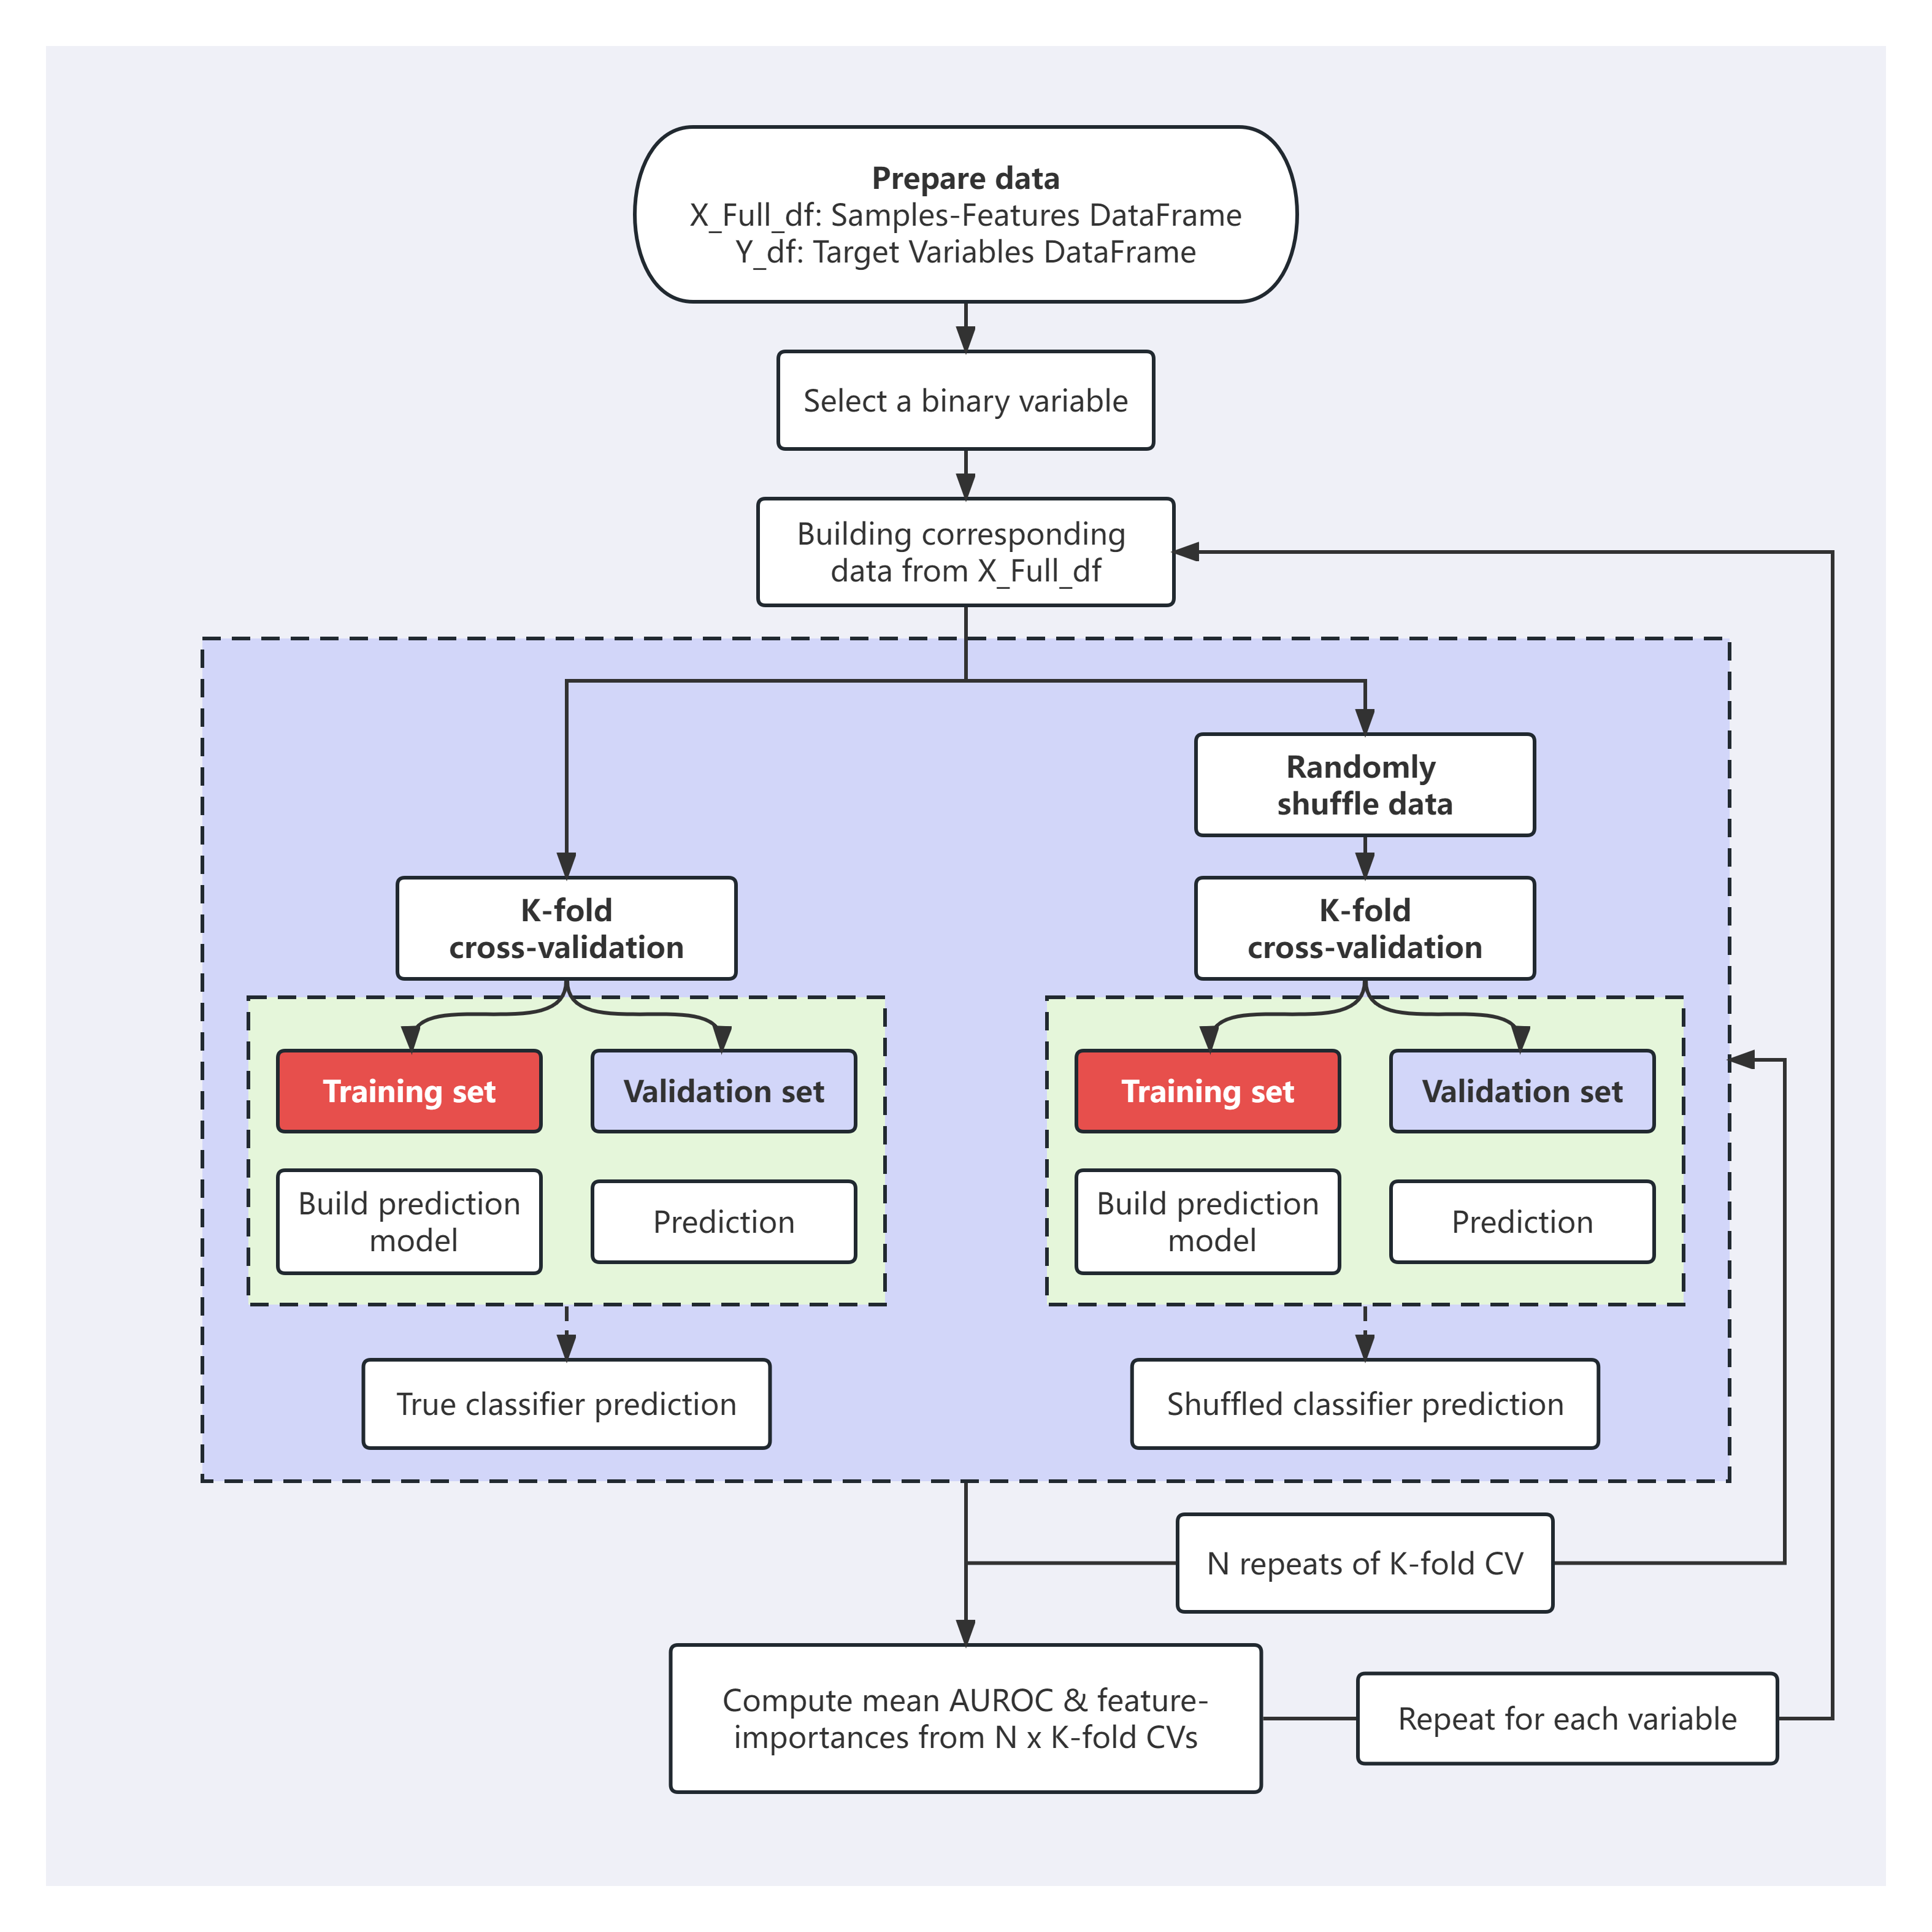 Prepare data
X_Full_df: Samples-Features DataFrame
Y_df: Target Variables DataFrame
Select a binary variable
Building corresponding
data from X_Full_df
Randomly
shuffle data
K-fold
cross-validation
K-fold
cross-validation
Training set
Validation set
Training set
Validation set
Build prediction
model
Prediction
Build prediction
model
Prediction
True classifier prediction
Shuffled classifier prediction
N repeats of K-fold CV
Compute mean AUROC & feature-
importances from N x K-fold CVs
Repeat for each variable